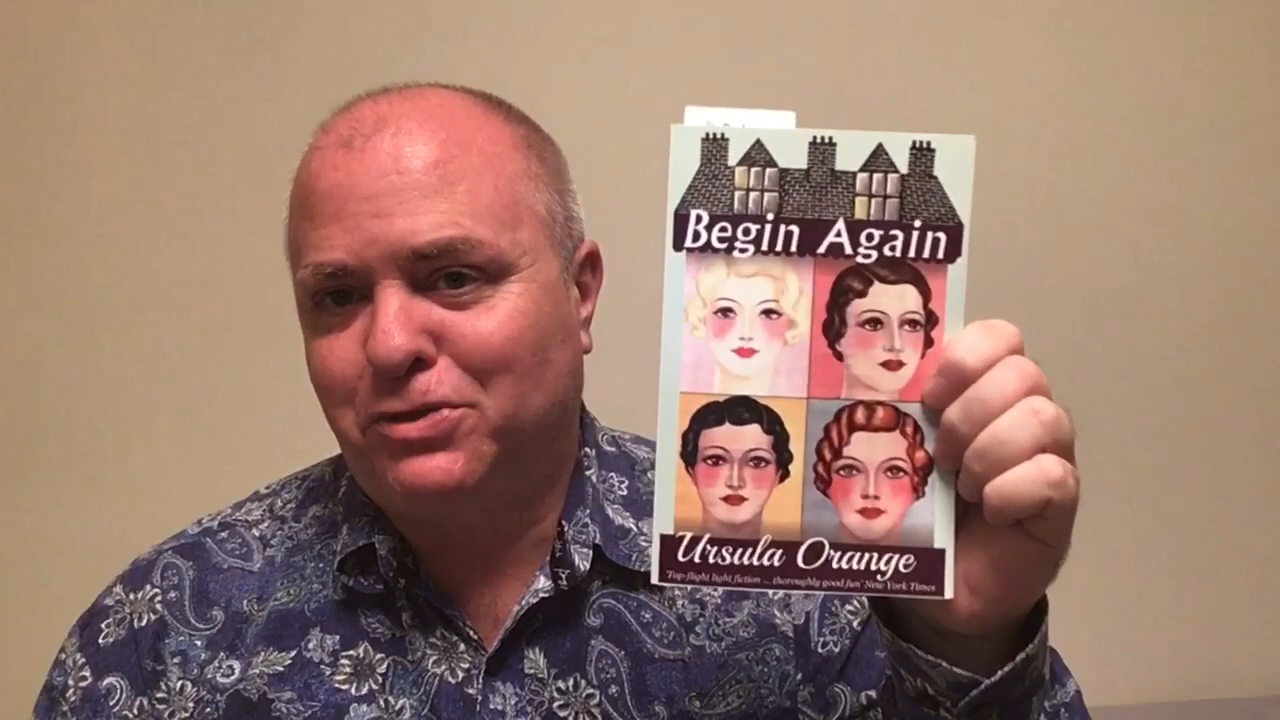 Begin Again
Ursula Orange
'Top-flight light fiction ... thoroughly good fun' New York Times